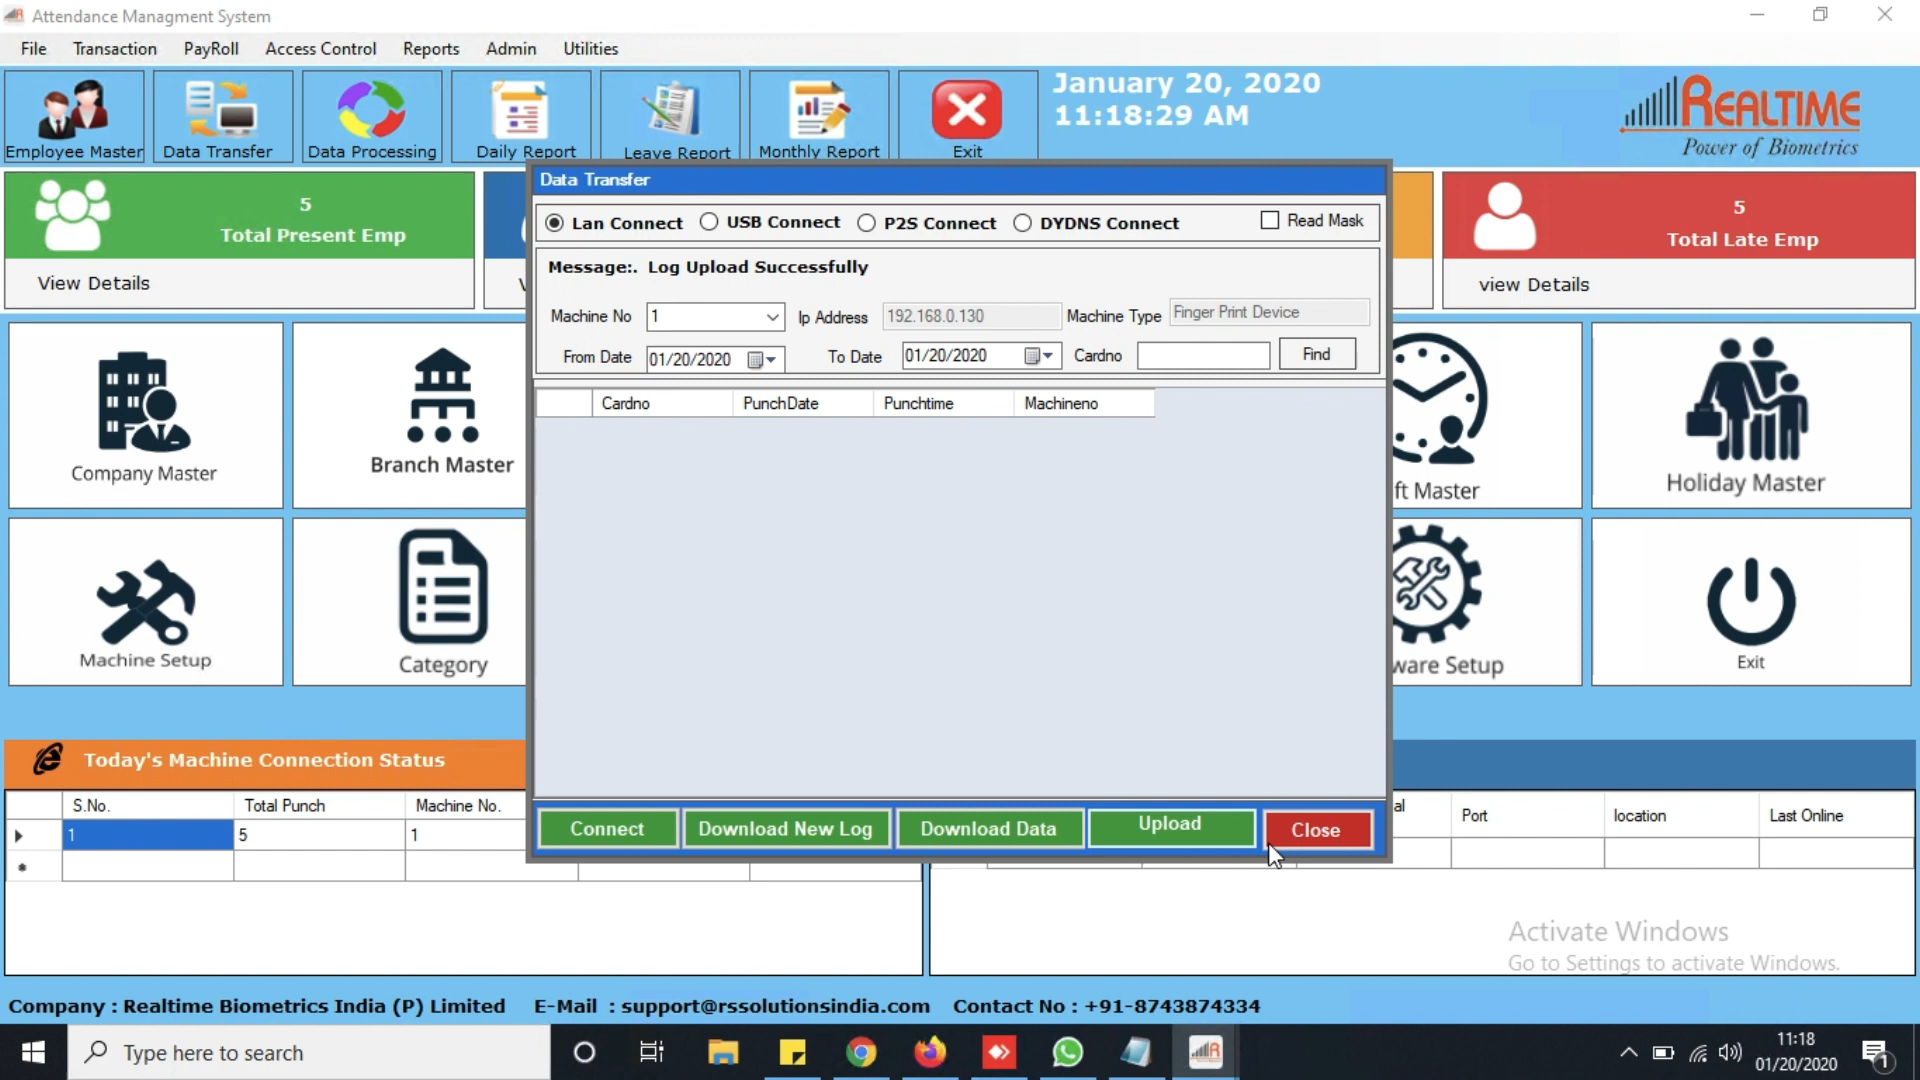 Attendance Managment System
File Transaction PayRoll Access Control Reports Admin Utilities
Employee Master
Data Transfer
Data Processing
Daily Report
Leave Report
Monthly Report
Exit
January 20, 2020
11:18:29 AM
REALTIME
Power of Biometrics
5
Total Present Emp
View Details
5
Total Late Emp
view Details
Data Transfer
Lan Connect USB Connect P2S Connect DYDNS Connect Read Mask
Message:. Log Upload Successfully
Machine No 1 Ip Address 192.168.0.130 Machine Type Finger Print Device
From Date 01/20/2020 To Date 01/20/2020 Cardno Find
Cardno PunchDate Punchtime Machineno
Connect Download New Log Download Data Upload Close
Company Master
Branch Master
ft Master
Holiday Master
Machine Setup
Category
ware Setup
Exit
Today's Machine Connection Status
S.No. Total Punch Machine No.
1 5 1
al Port location Last Online
Activate Windows
Go to Settings to activate Windows.
Company : Realtime Biometrics India (P) Limited E-Mail : support@rssolutionsindia.com Contact No : +91-8743874334
Type here to search
11:18
01/20/2020
1